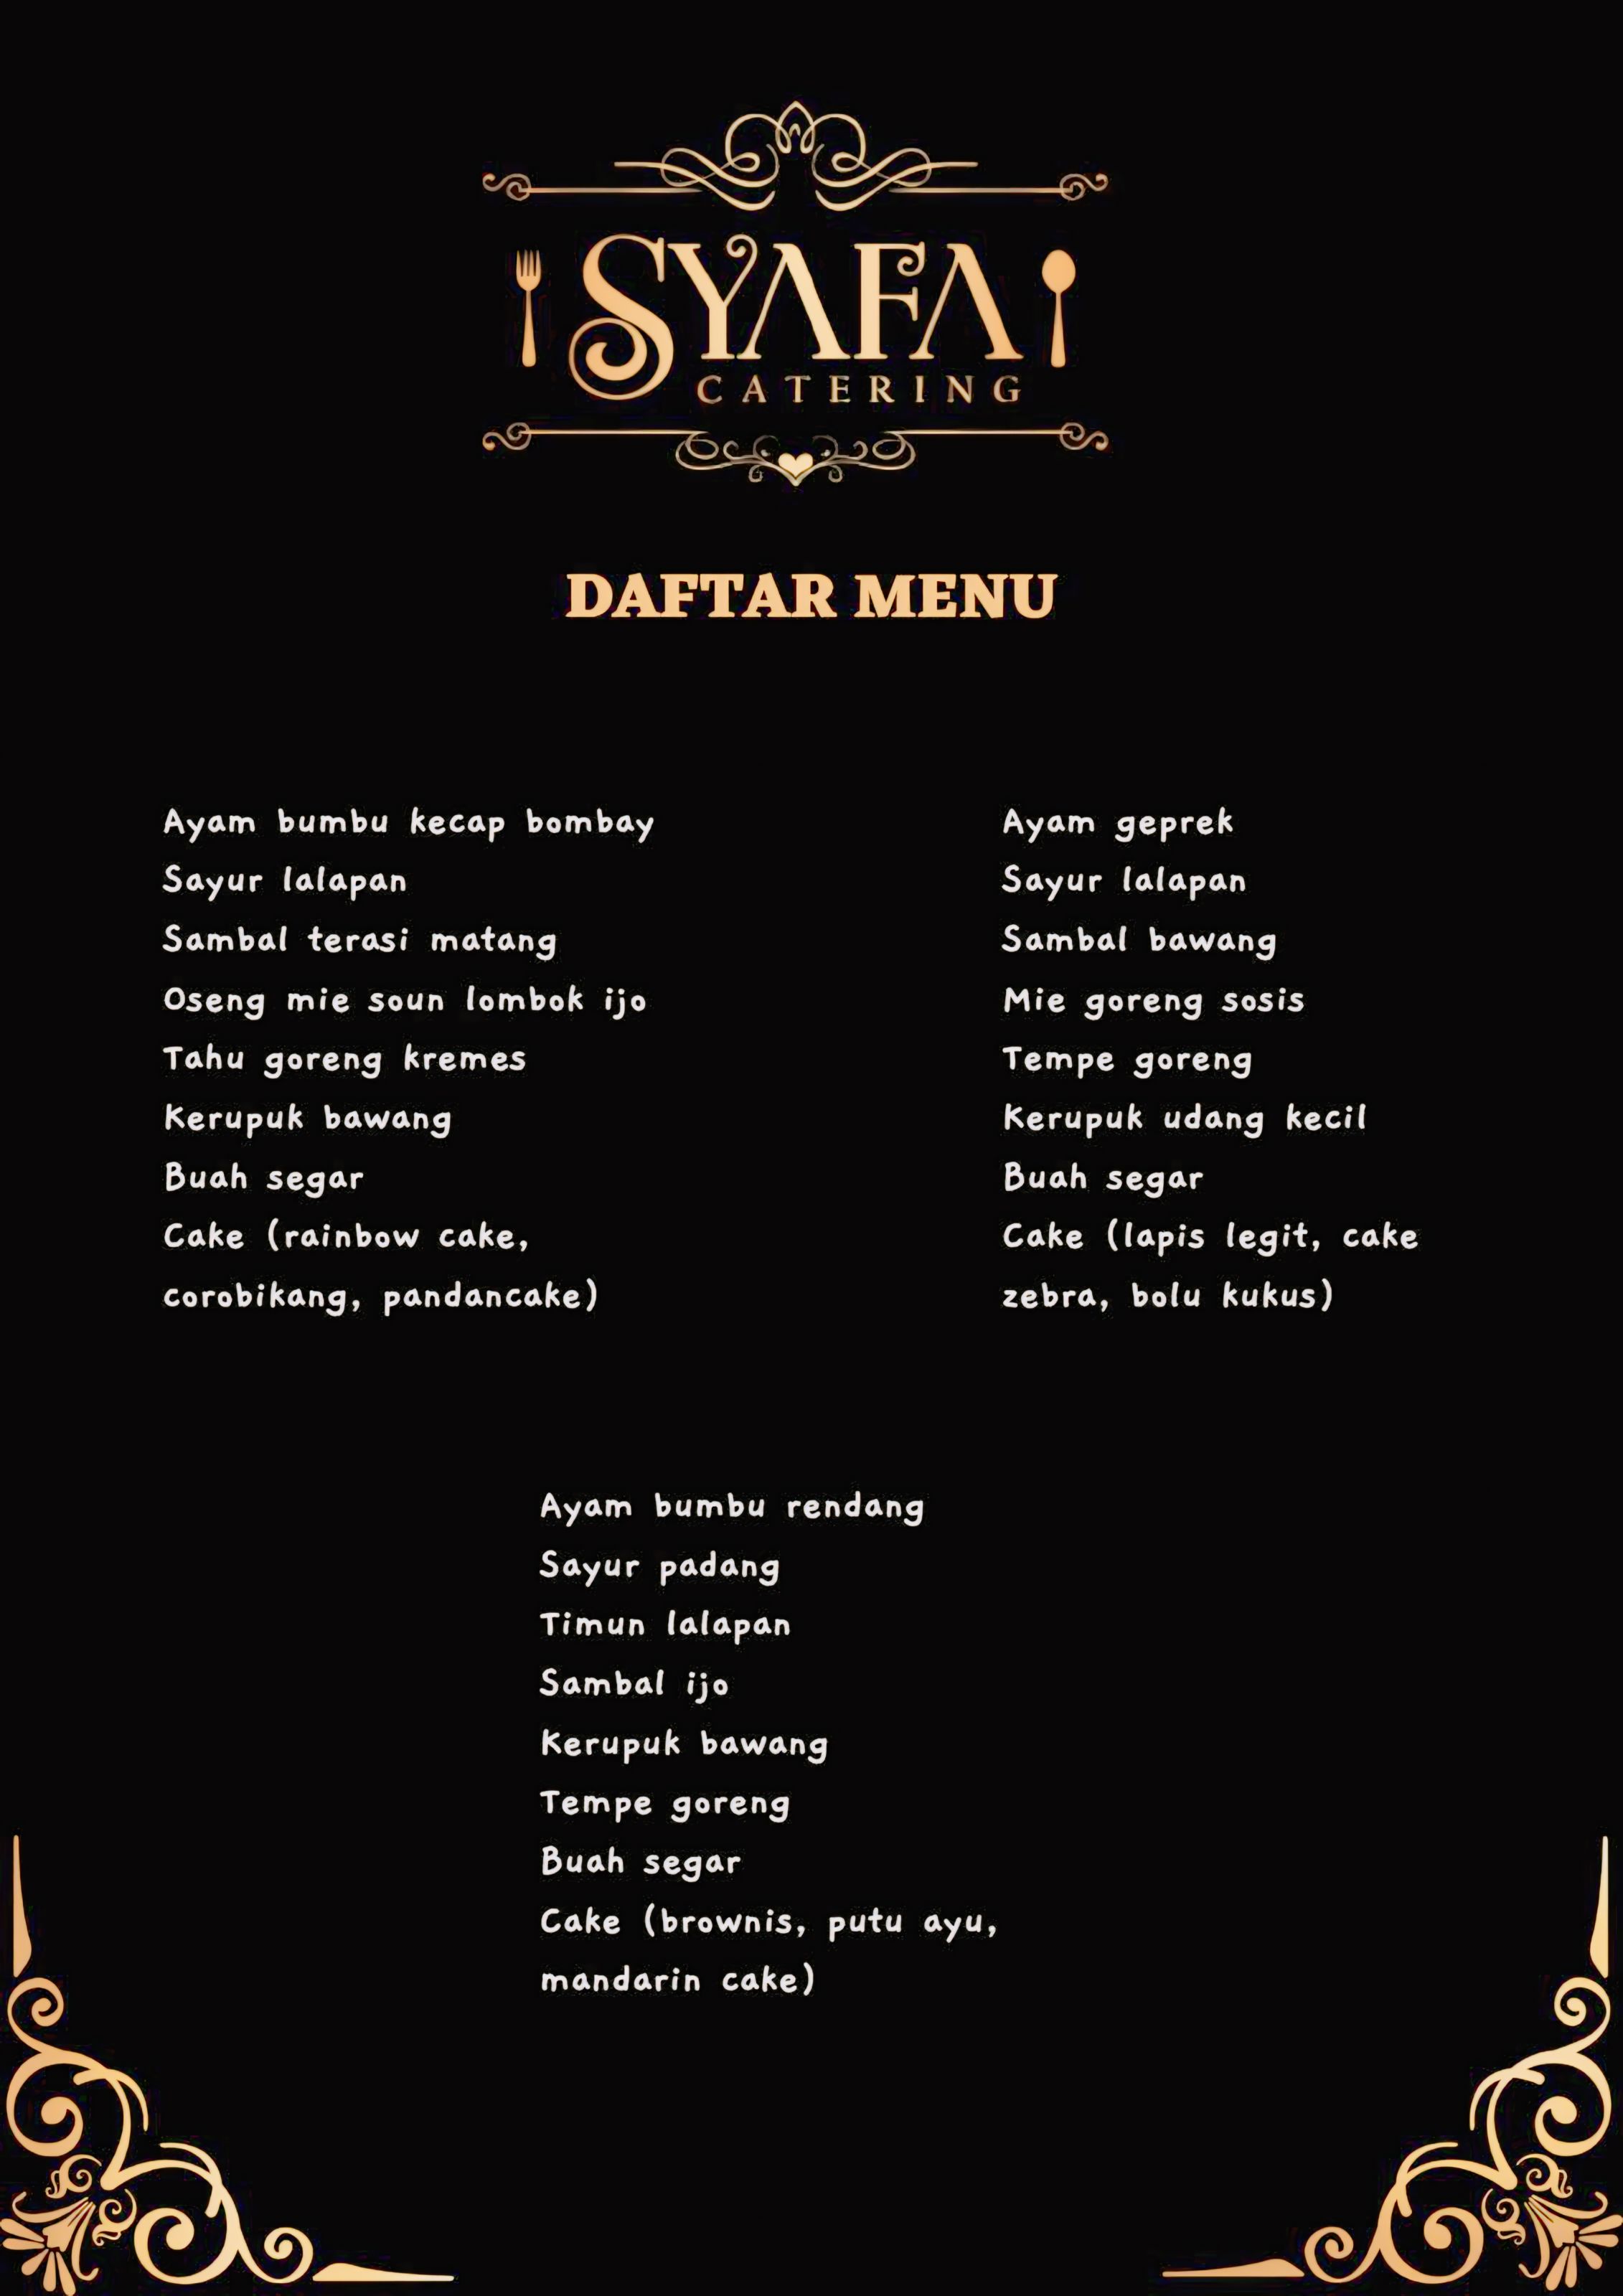 SYAFA
CATERING
DAFTAR MENU
Ayam bumbu kecap bombay
Sayur lalapan
Sambal terasi matang
Oseng mie soun lombok ijo
Tahu goreng kremes
Kerupuk bawang
Buah segar
Cake (rainbow cake,
corobikang, pandancake)
Ayam geprek
Sayur lalapan
Sambal bawang
Mie goreng sosis
Tempe goreng
Kerupuk udang kecil
Buah segar
Cake (lapis legit, cake
zebra, bolu kukus)
Ayam bumbu rendang
Sayur padang
Timun lalapan
Sambal ijo
Kerupuk bawang
Tempe goreng
Buah segar
Cake (brownis, putu ayu,
mandarin cake)